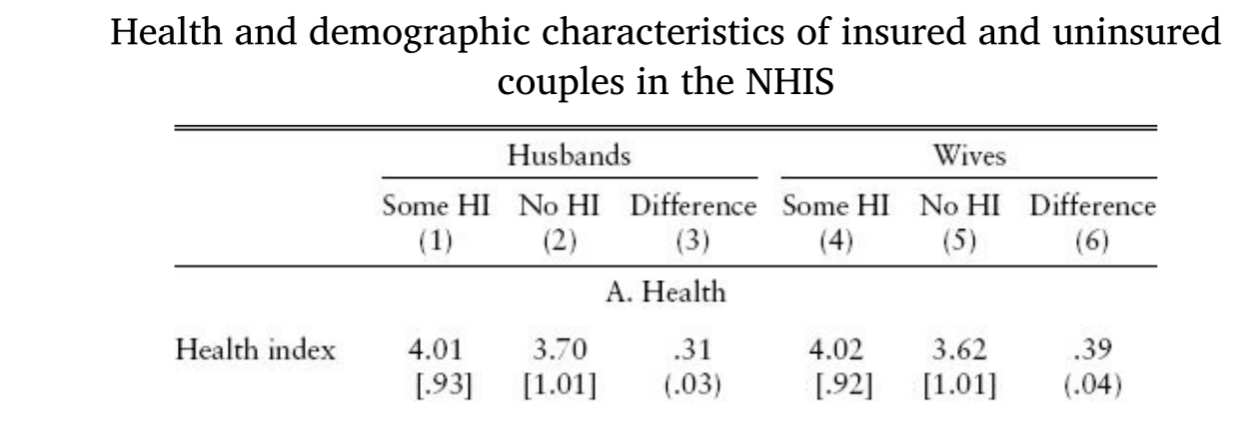 Health and demographic characteristics of insured and uninsured
couples in the NHIS
Husbands Wives
Some HI No HI Difference Some HI No HI Difference
(1) (2) (3) (4) (5) (6)
A. Health
Health index 4.01 3.70 .31 4.02 3.62 .39
[.93] [1.01] (.03) [.92] [1.01] (.04)